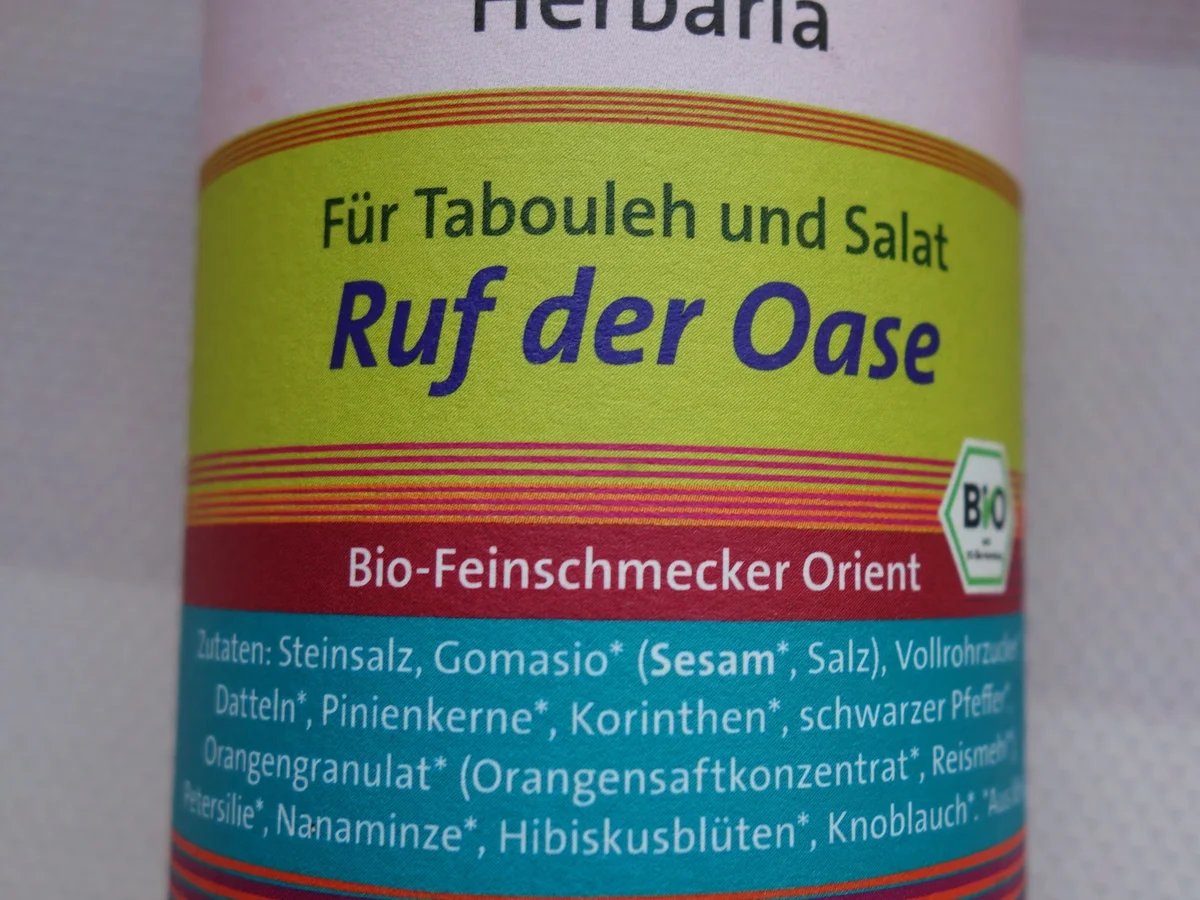 Herbaria
Für Tabouleh und Salat
Ruf der Oase
BiO
Bio-Feinschmecker Orient
Zutaten: Steinsalz, Gomasio* (Sesam*, Salz), Vollrohrzucker*
Datteln*, Pinienkerne*, Korinthen*, schwarzer Pfeffer*,
Orangengranulat* (Orangensaftkonzentrat*, Reismehl*),
Petersilie*, Nanaminze*, Hibiskusblüten*, Knoblauch*.